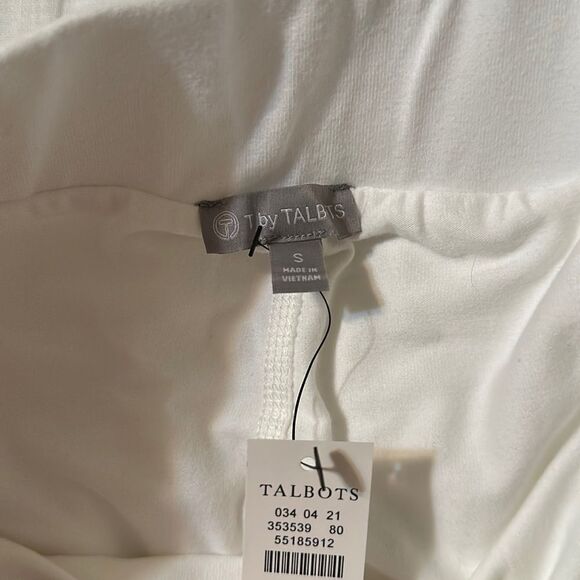 T by TALBOTS
S
MADE IN
VIETNAM
TALBOTS
034 04 21
353539 80
55185912